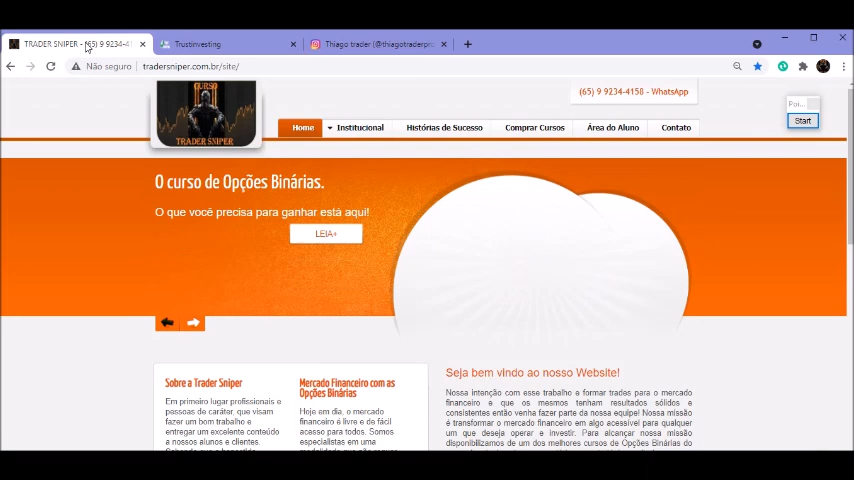 TRADER SNIPER - (65) 9 9234-41
Trustinvesting
Thiago trader (@thiagotraderpro
Não seguro
tradersniper.com.br/site/
CURSO
TRADER SNIPER
(65) 9 9234-4158 - WhatsApp
Poi...
Start
Home
Institucional
Histórias de Sucesso
Comprar Cursos
Área do Aluno
Contato
O curso de Opções Binárias.
O que você precisa para ganhar está aqui!
LEIA+
Sobre a Trader Sniper
Em primeiro lugar profissionais e
pessoas de caráter, que visam
fazer um bom trabalho e
entregar um excelente conteúdo
a nossos alunos e clientes.
Mercado Financeiro com as
Opções Binárias
Hoje em dia, o mercado
financeiro é livre e de fácil
acesso para todos. Somos
especialistas em uma
Seja bem vindo ao nosso Website!
Nossa intenção com esse trabalho e formar trades para o mercado
financeiro e que os mesmos tenham resultados sólidos e
consistentes então venha fazer parte da nossa equipe! Nossa missão
é transformar o mercado financeiro em algo acessível para qualquer
um que deseja operar e investir. Para alcançar nossa missão
disponibilizamos de um dos melhores cursos de Opções Binárias do